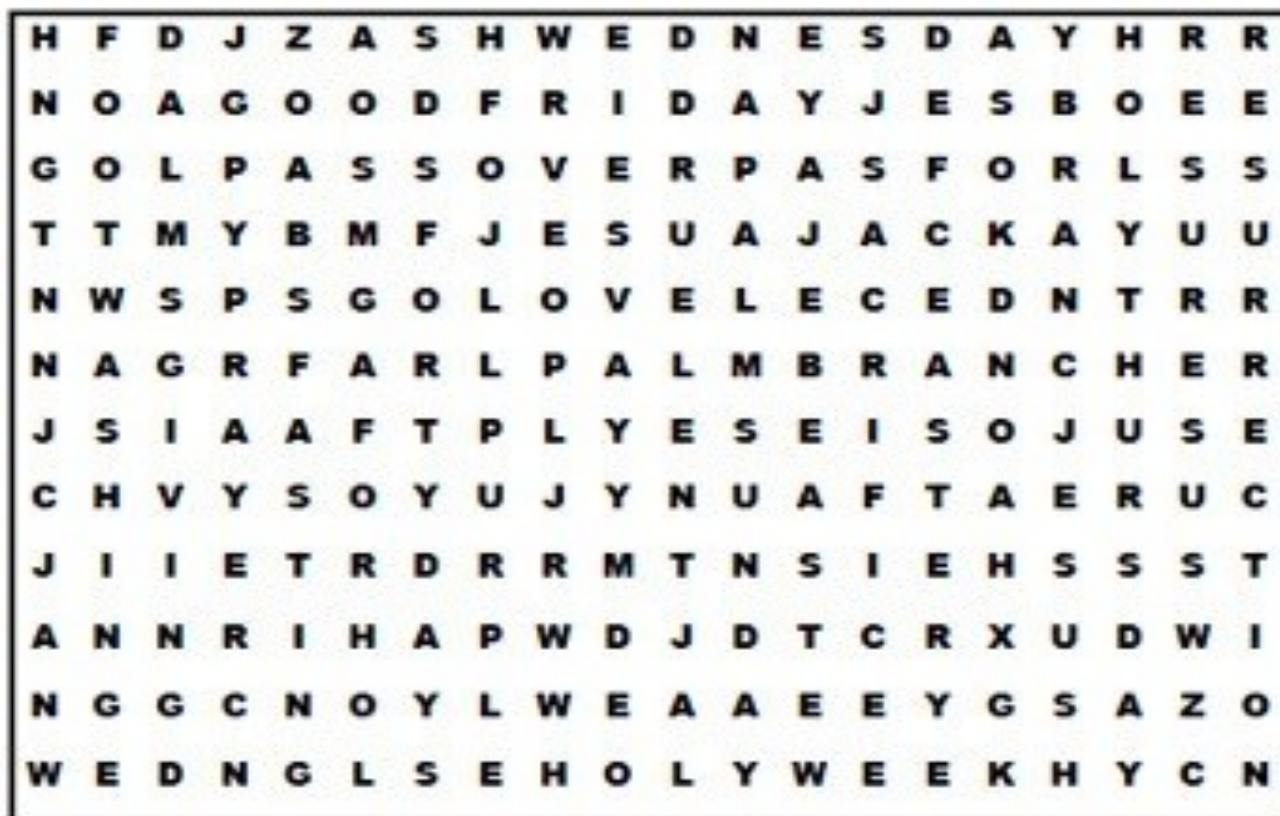 H F D J Z A S H W E D N E S D A Y H R R
N O A G O O D F R I D A Y J E S B O E E
G O L P A S S O V E R P A S F O R L S S
T T M Y B M F J E S U A J A C K A Y U U
N W S P S G O L O V E L E C E D N T R R
N A G R F A R L P A L M B R A N C H E R
J S I A A F T P L Y E S E I S O J U S E
C H V Y S O Y U J Y N U A F T A E R U C
J I I E T R D R R M T N S I E H S S S T
A N N R I H A P W D J D T C R X U D W I
N G G C N O Y L W E A A E E Y G S A Z O
W E D N G L S E H O L Y W E E K H Y C N